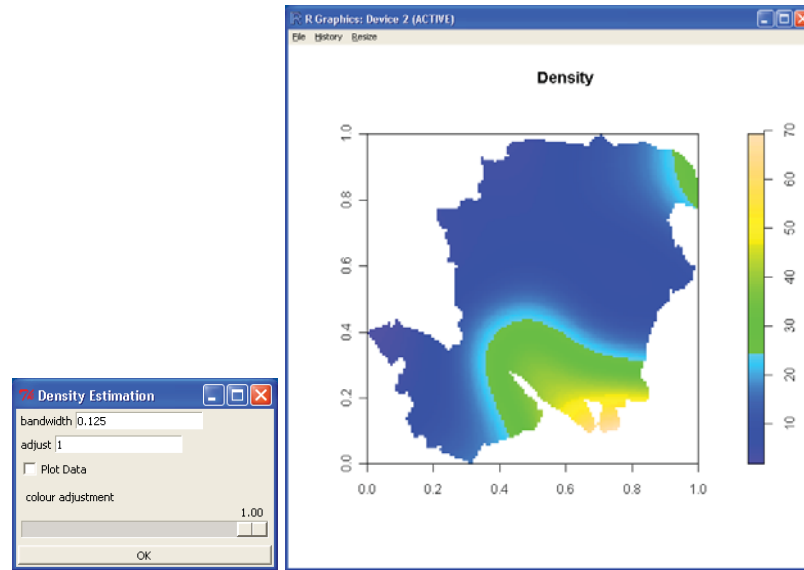 Density Estimation
bandwidth 0.125
adjust 1
Plot Data
colour adjustment
1.00
OK
R Graphics: Device 2 (ACTIVE)
File History Resize
Density
1.0
0.8
0.6
0.4
0.2
0.0
0.0 0.2 0.4 0.6 0.8 1.0
70
60
50
40
30
20
10